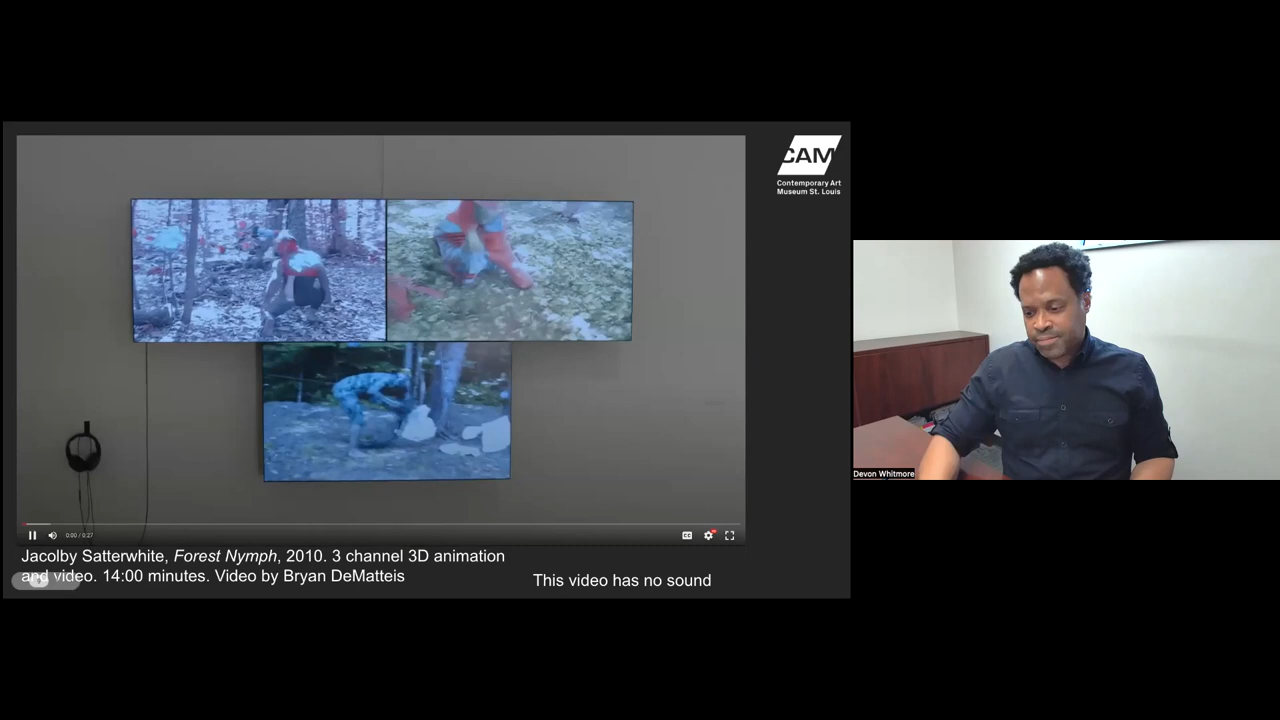 CAM
Contemporary Art
Museum St. Louis
0:00 / 0:27
CC
Jacolby Satterwhite, Forest Nymph, 2010. 3 channel 3D animation
and video. 14:00 minutes. Video by Bryan DeMatteis
This video has no sound
Devon Whitmore